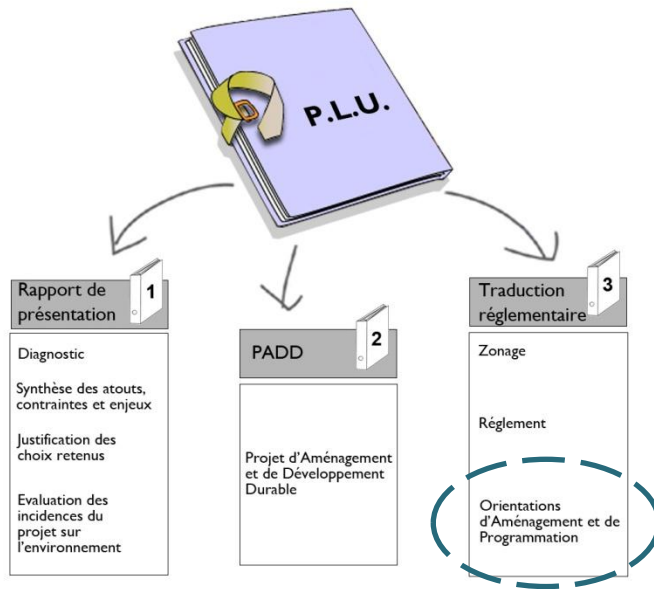 P.L.U.
Rapport de
présentation
1
Diagnostic
Synthèse des atouts,
contraintes et enjeux
Justification des
choix retenus
Evaluation des
incidences du
projet sur
l'environnement
PADD
2
Projet d'Aménagement
et de Développement
Durable
Traduction
réglementaire
3
Zonage
Réglement
Orientations
d'Aménagement et de
Programmation